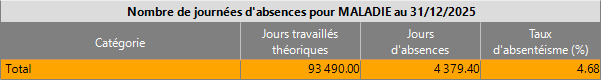 Nombre de journées d'absences pour MALADIE au 31/12/2025
Catégorie
Jours travaillés
théoriques
Jours
d'absences
Taux
d'absentéisme (%)
Total 93 490.00 4 379.40 4.68